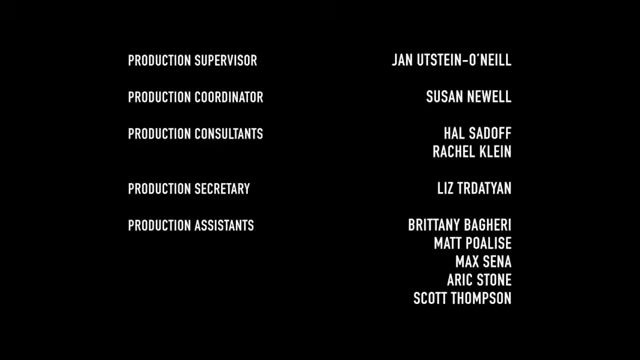 PRODUCTION SUPERVISOR JAN UTSTEIN-O'NEILL
PRODUCTION COORDINATOR SUSAN NEWELL
PRODUCTION CONSULTANTS HAL SADOFF
RACHEL KLEIN
PRODUCTION SECRETARY LIZ TRDATYAN
PRODUCTION ASSISTANTS BRITTANY BAGHERI
MATT POALISE
MAX SENA
ARIC STONE
SCOTT THOMPSON